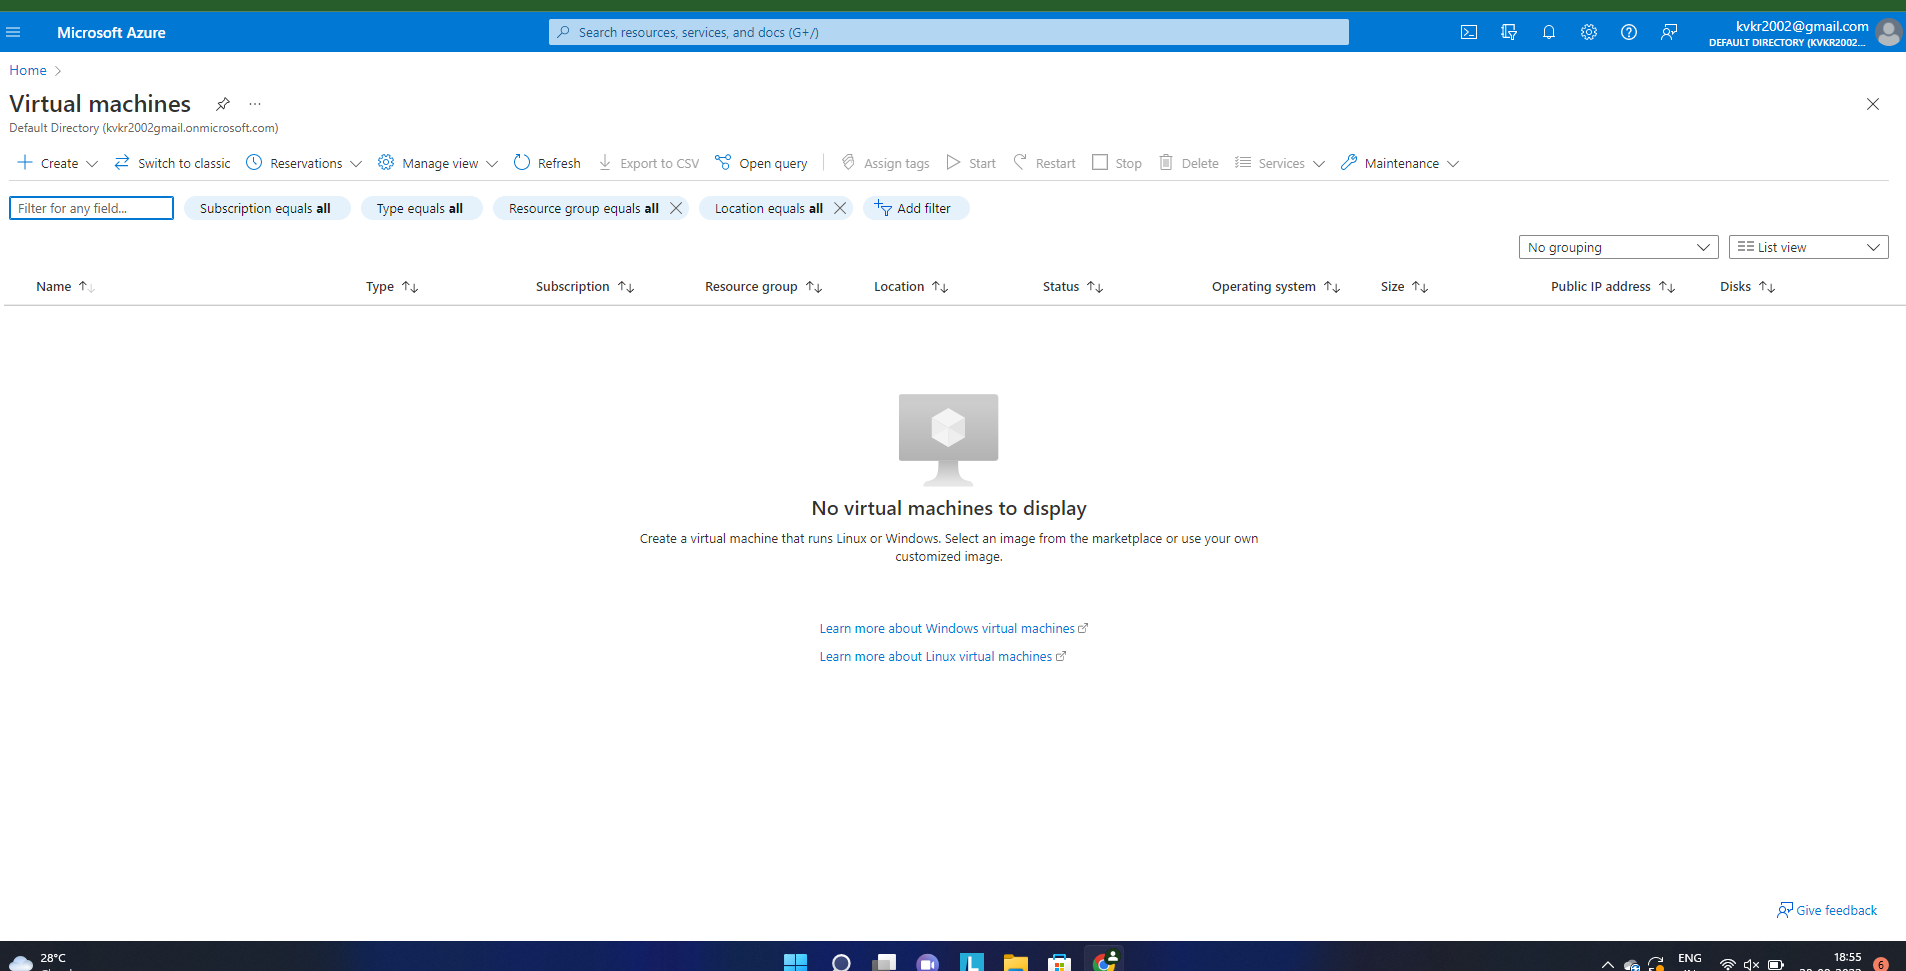 Microsoft Azure
Search resources, services, and docs (G+/)
kvkr2002@gmail.com
DEFAULT DIRECTORY (KVKR2002...
Home
Virtual machines
Default Directory (kvkr2002gmail.onmicrosoft.com)
Create
Switch to classic
Reservations
Manage view
Refresh
Export to CSV
Open query
Assign tags
Start
Restart
Stop
Delete
Services
Maintenance
Filter for any field...
Subscription equals all
Type equals all
Resource group equals all
Location equals all
Add filter
No grouping
List view
Name
Type
Subscription
Resource group
Location
Status
Operating system
Size
Public IP address
Disks
No virtual machines to display
Create a virtual machine that runs Linux or Windows. Select an image from the marketplace or use your own
customized image.
Learn more about Windows virtual machines
Learn more about Linux virtual machines
Give feedback
28°C
ENG
18:55
6